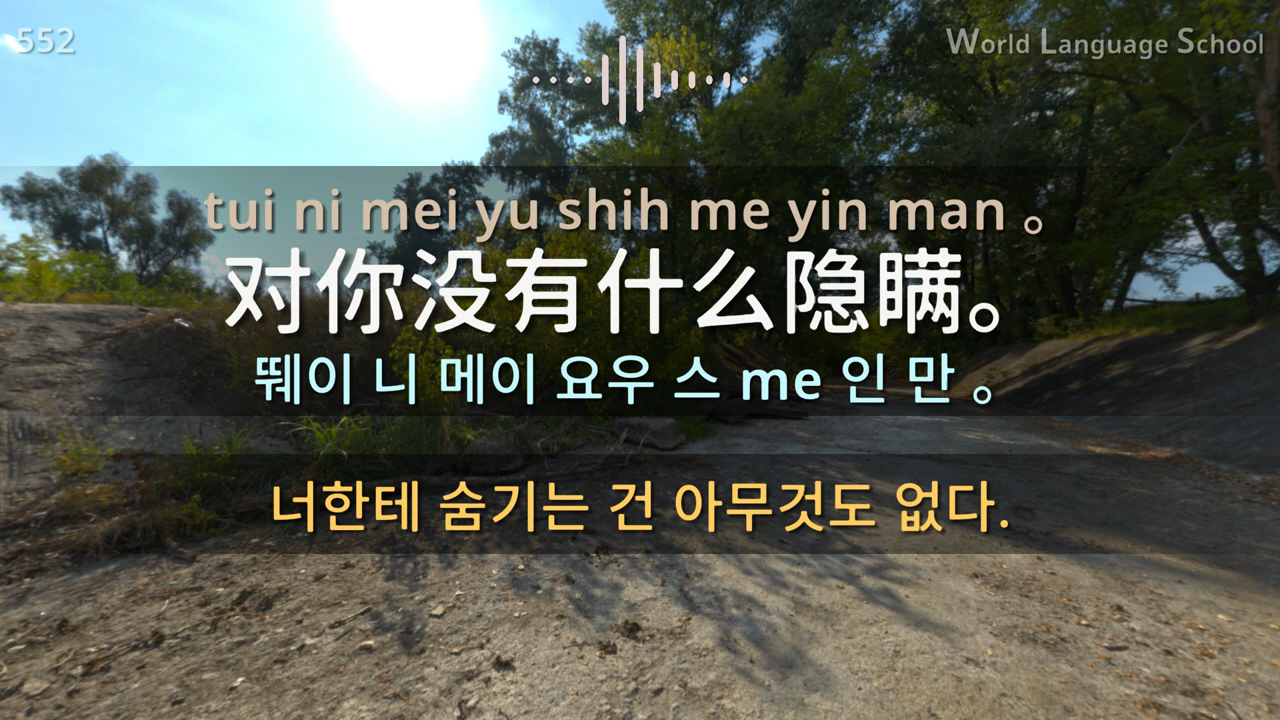 552
World Language School
tui ni mei yu shih me yin man 。
对你没有什么隐瞒。
뛔이 니 메이 요우 스 me 인 만 。
너한테 숨기는 건 아무것도 없다.